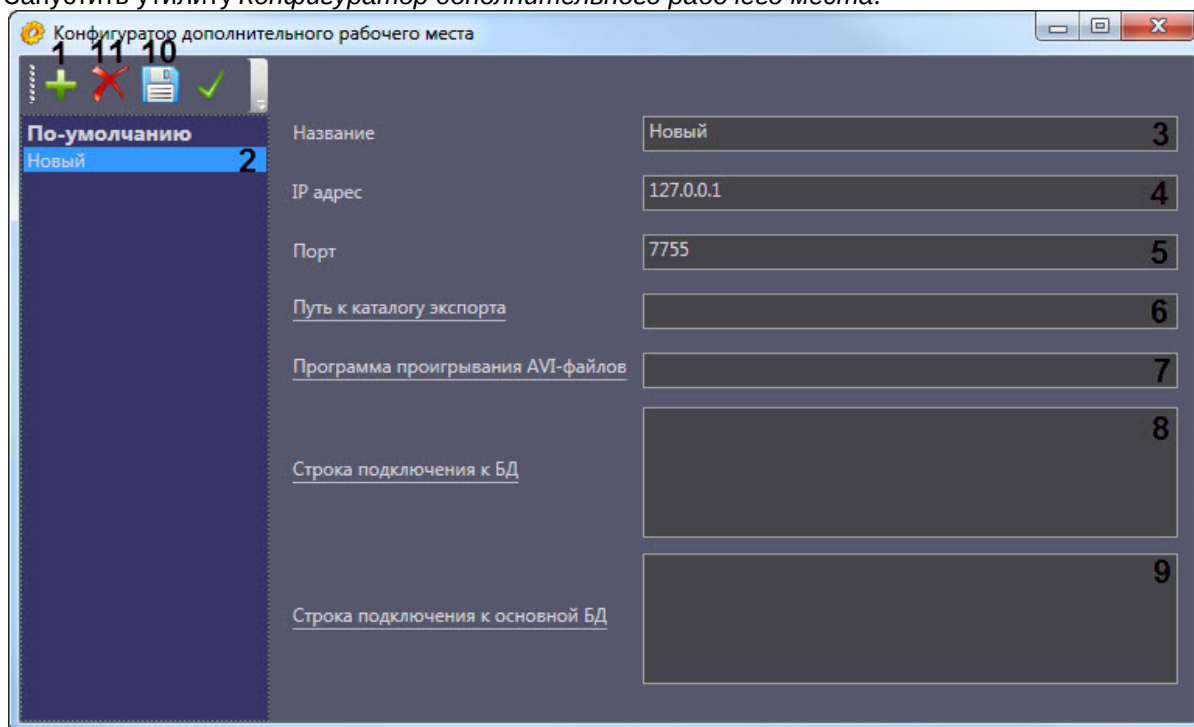 Запустить утилиту Конфигуратор дополнительного рабочего места.
Конфигуратор дополнительного рабочего места
1 11 10
По-умолчанию
Новый 2
Название Новый 3
IP адрес 127.0.0.1 4
Порт 7755 5
Путь к каталогу экспорта 6
Программа проигрывания AVI-файлов 7
8
Строка подключения к БД
9
Строка подключения к основной БД